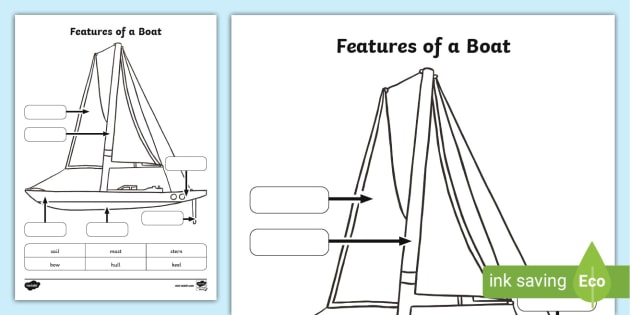 Features of a Boat
sail mast stern
bow hull keel
Features of a Boat
ink saving Eco